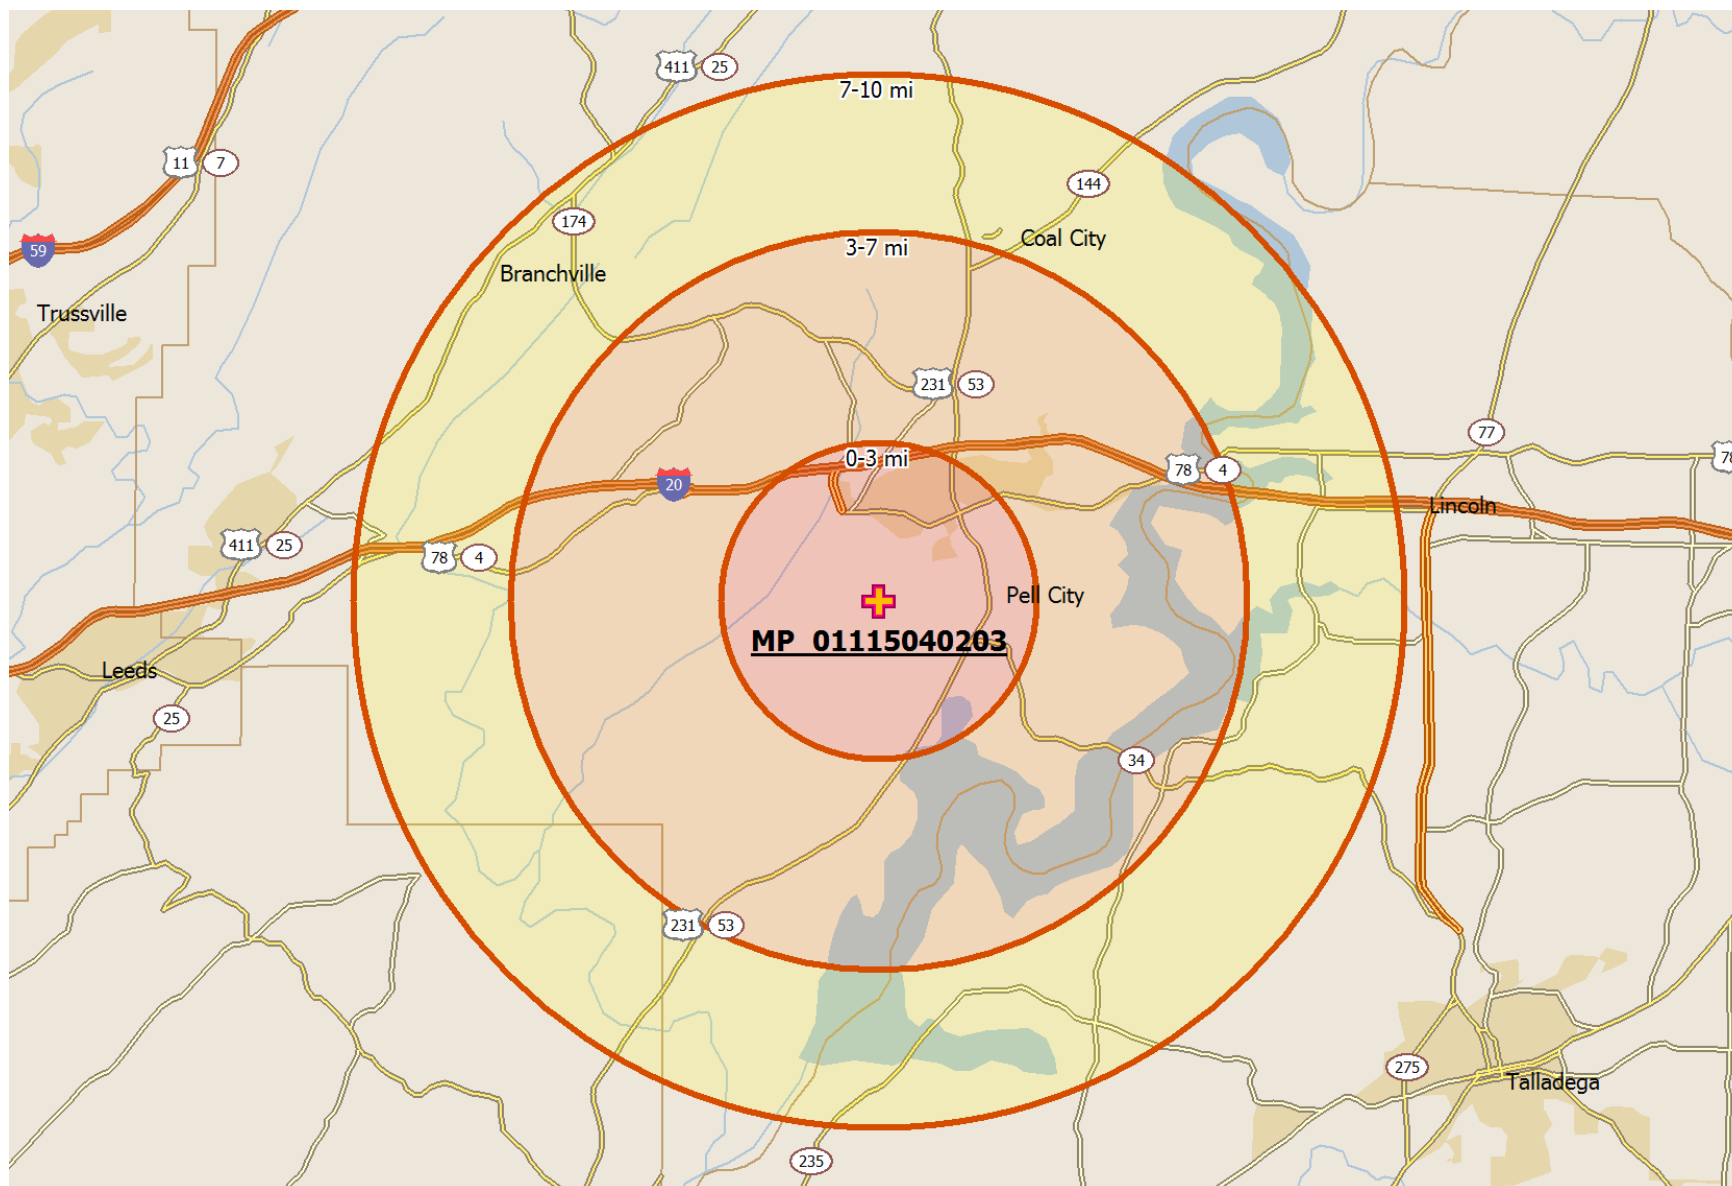 411 25
7-10 mi
11 7
144
174
59
Coal City
3-7 mi
Branchville
Trussville
231 53
77
0-3 mi
78 4
78
20
Lincoln
411 25
78 4
Pell City
MP_01115040203
Leeds
25
34
231 53
275
Talladega
235